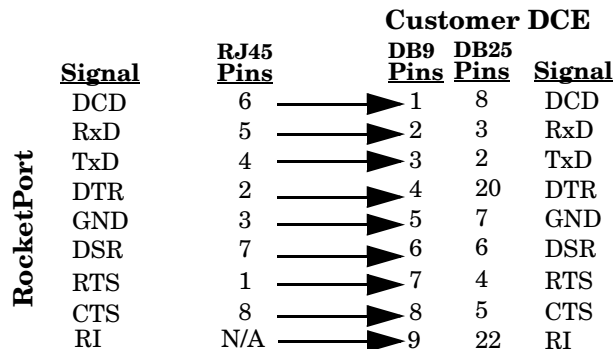 Customer DCE
RJ45 DB9 DB25
Signal Pins Pins Pins Signal
DCD 6 1 8 DCD
RxD 5 2 3 RxD
TxD 4 3 2 TxD
DTR 2 4 20 DTR
GND 3 5 7 GND
DSR 7 6 6 DSR
RTS 1 7 4 RTS
CTS 8 8 5 CTS
RI N/A 9 22 RI
RocketPort